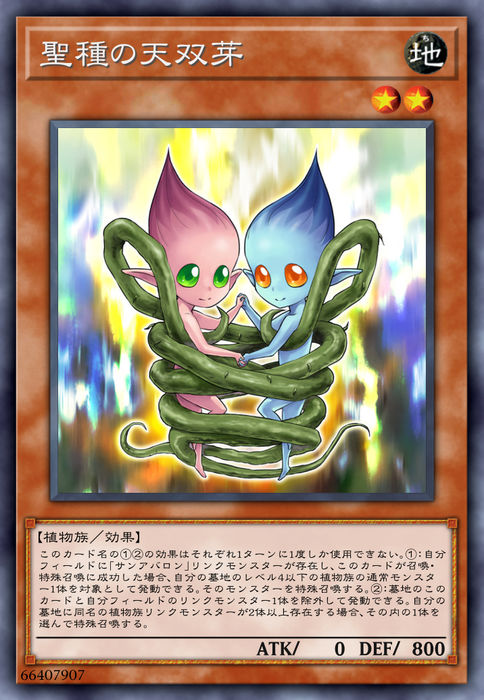 聖種の天双芽
地
ち
【植物族／効果】
このカード名の①②の効果はそれぞれ1ターンに1度しか使用できない。①：自分
フィールドに「サンアバロン」リンクモンスターが存在し、このカードが召喚・
特殊召喚に成功した場合、自分の墓地のレベル4以下の植物族の通常モンスタ
ー1体を対象として発動できる。そのモンスターを特殊召喚する。②：墓地のこの
カードと自分フィールドのリンクモンスター1体を除外して発動できる。自分の
墓地に同名の植物族リンクモンスターが2体以上存在する場合、その内の1体を
選んで特殊召喚する。
ATK/ 0 DEF/ 800
66407907